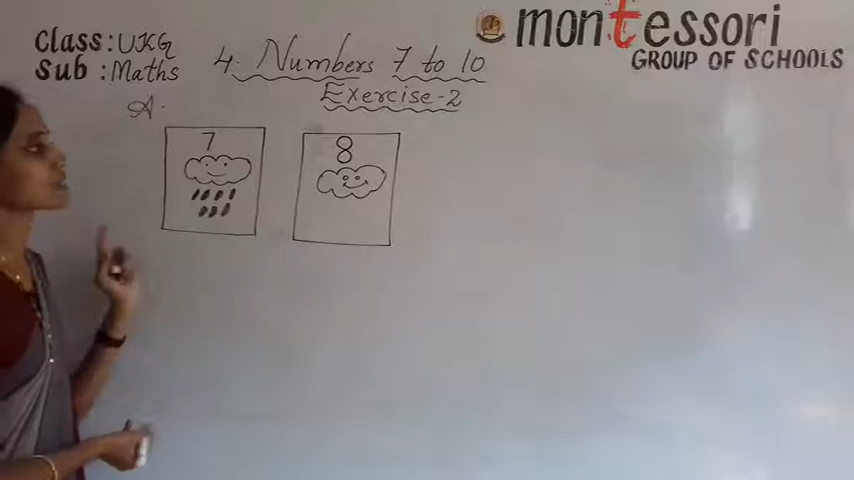 montessori
GROUP OF SCHOOLS
Class: UKG
Sub : Maths
4. Numbers 7 to 10
Exercise-2
A.
7
8